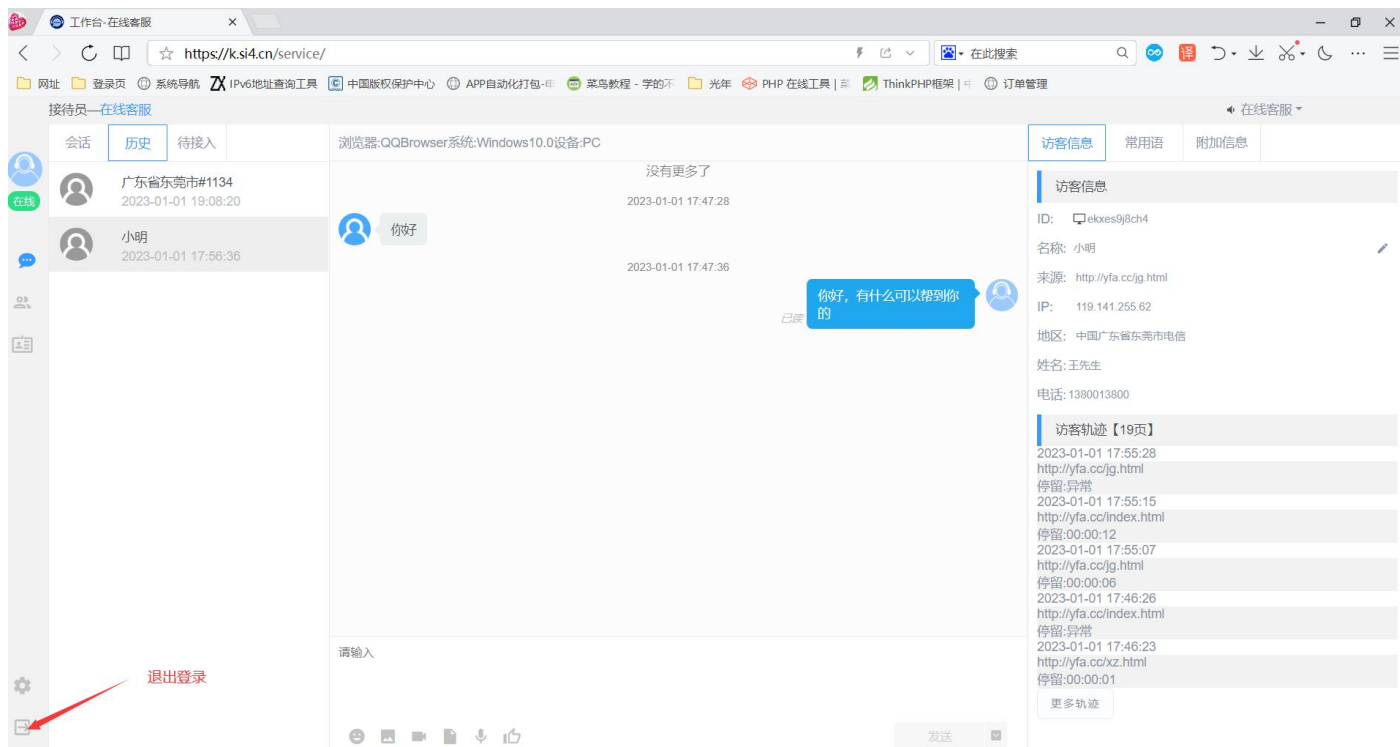 工作台-在线客服
https://k.si4.cn/service/
在此搜索
译
网址 登录页 系统导航 IPv6地址查询工具 中国版权保护中心 APP自动化打包-申 菜鸟教程 - 学的不 光年 PHP 在线工具 | 菜 ThinkPHP框架 | 中 订单管理
接待员—在线客服
在线客服
会话 历史 待接入
浏览器:QQBrowser系统:Windows10.0设备:PC
访客信息 常用语 附加信息
在线
广东省东莞市#1134
2023-01-01 19:08:20
小明
2023-01-01 17:56:36
没有更多了
2023-01-01 17:47:28
你好
2023-01-01 17:47:36
你好，有什么可以帮到你
的
已读
访客信息
ID: ekxes9j8ch4
名称: 小明
来源: http://yfa.cc/jg.html
IP: 119.141.255.62
地区: 中国广东省东莞市电信
姓名: 王先生
电话: 1380013800
访客轨迹【19页】
2023-01-01 17:55:28
http://yfa.cc/jg.html
停留:异常
2023-01-01 17:55:15
http://yfa.cc/index.html
停留:00:00:12
2023-01-01 17:55:07
http://yfa.cc/jg.html
停留:00:00:06
2023-01-01 17:46:26
http://yfa.cc/index.html
停留:异常
2023-01-01 17:46:23
http://yfa.cc/xz.html
停留:00:00:01
更多轨迹
请输入
退出登录
发送